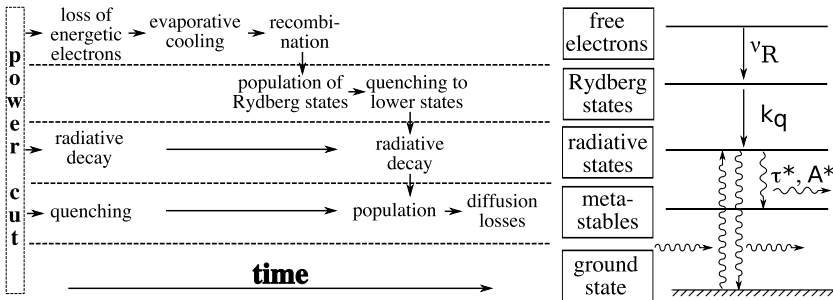 power cut
loss of
energetic
electrons
evaporative
cooling
recombi-
nation
population of
Rydberg states
quenching to
lower states
radiative
decay
radiative
decay
quenching
population
diffusion
losses
time
free
electrons
Rydberg
states
radiative
states
meta-
stables
ground
state
νR
kq
τ*, A*